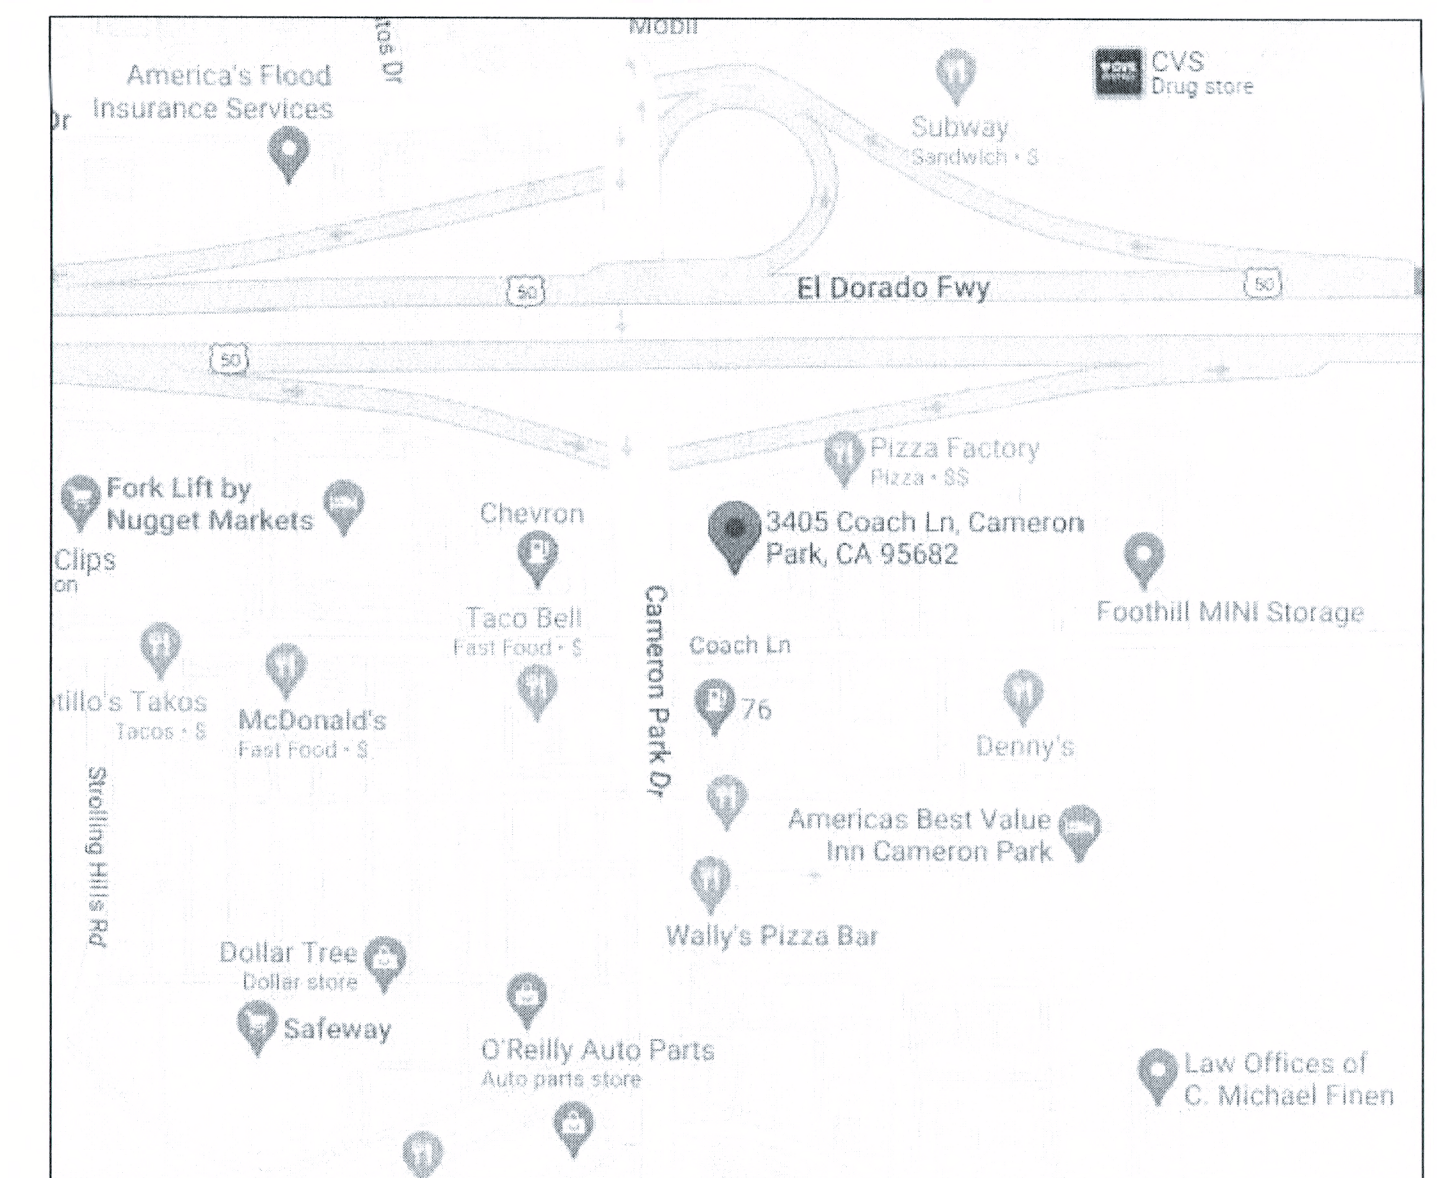 Mobil
tos Dr
America's Flood
Insurance Services
Dr
CVS
Drug store
Subway
Sandwich • $
50
El Dorado Fwy
50
50
Pizza Factory
Pizza • $$
Fork Lift by
Nugget Markets
Chevron
3405 Coach Ln, Cameron
Park, CA 95682
Clips
on
Foothill MINI Storage
Taco Bell
Fast Food • $
Cameron Park Dr
Coach Ln
tillo's Takos
Tacos • $
McDonald's
Fast Food • $
76
Denny's
Strolling Hills Rd
Americas Best Value
Inn Cameron Park
Wally's Pizza Bar
Dollar Tree
Dollar store
Safeway
O'Reilly Auto Parts
Auto parts store
Law Offices of
C. Michael Finen